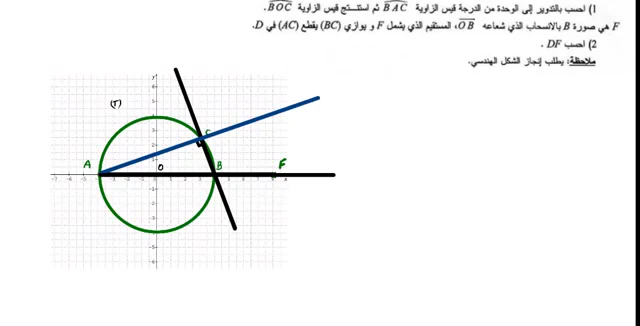 1) احسب بالتدوير إلى الوحدة من الدرجة قيس الزاوية BAC ثم استنتج قيس الزاوية BOC.
F هي صورة B بالانسحاب الذي شعاعه OB، المستقيم الذي يشمل F و يوازي (BC) يقطع (AC) في D.
2) احسب DF.
ملاحظة: يطلب إنجاز الشكل الهندسي.
(T)
C
A
O
B
F